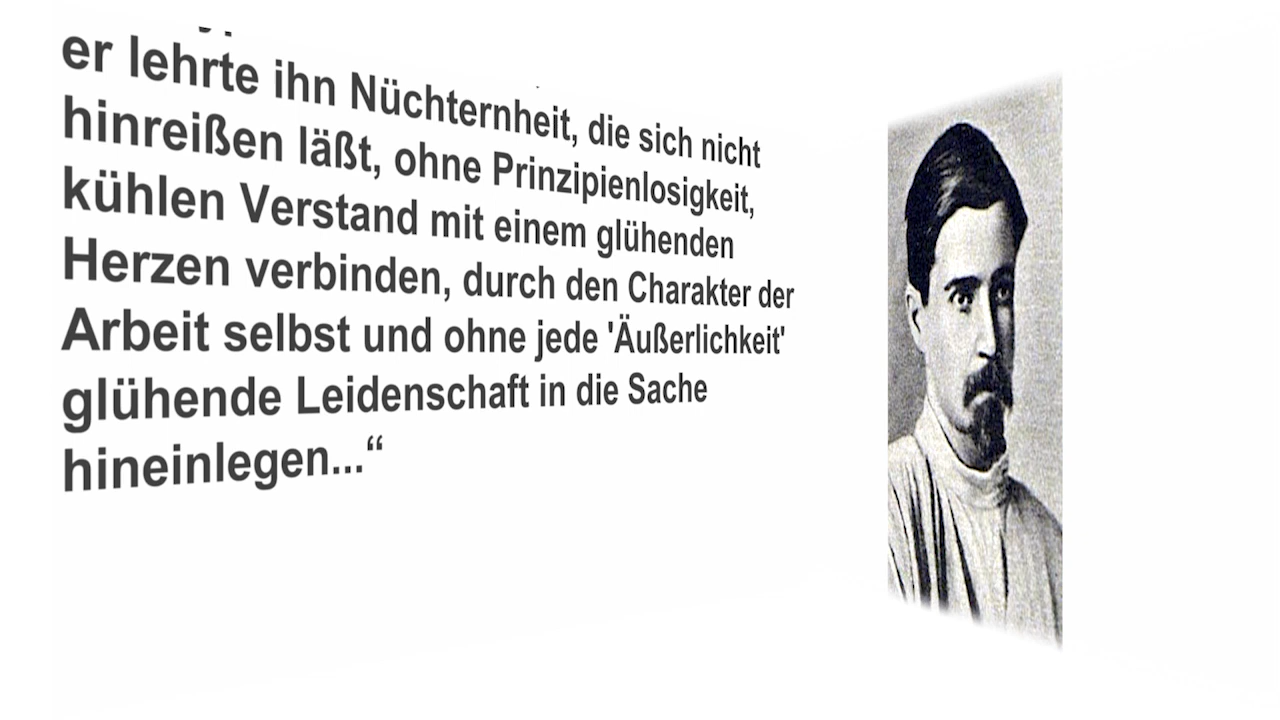 er lehrte ihn Nüchternheit, die sich nicht
hinreißen läßt, ohne Prinzipienlosigkeit,
kühlen Verstand mit einem glühenden
Herzen verbinden, durch den Charakter der
Arbeit selbst und ohne jede 'Äußerlichkeit'
glühende Leidenschaft in die Sache
hineinlegen...“